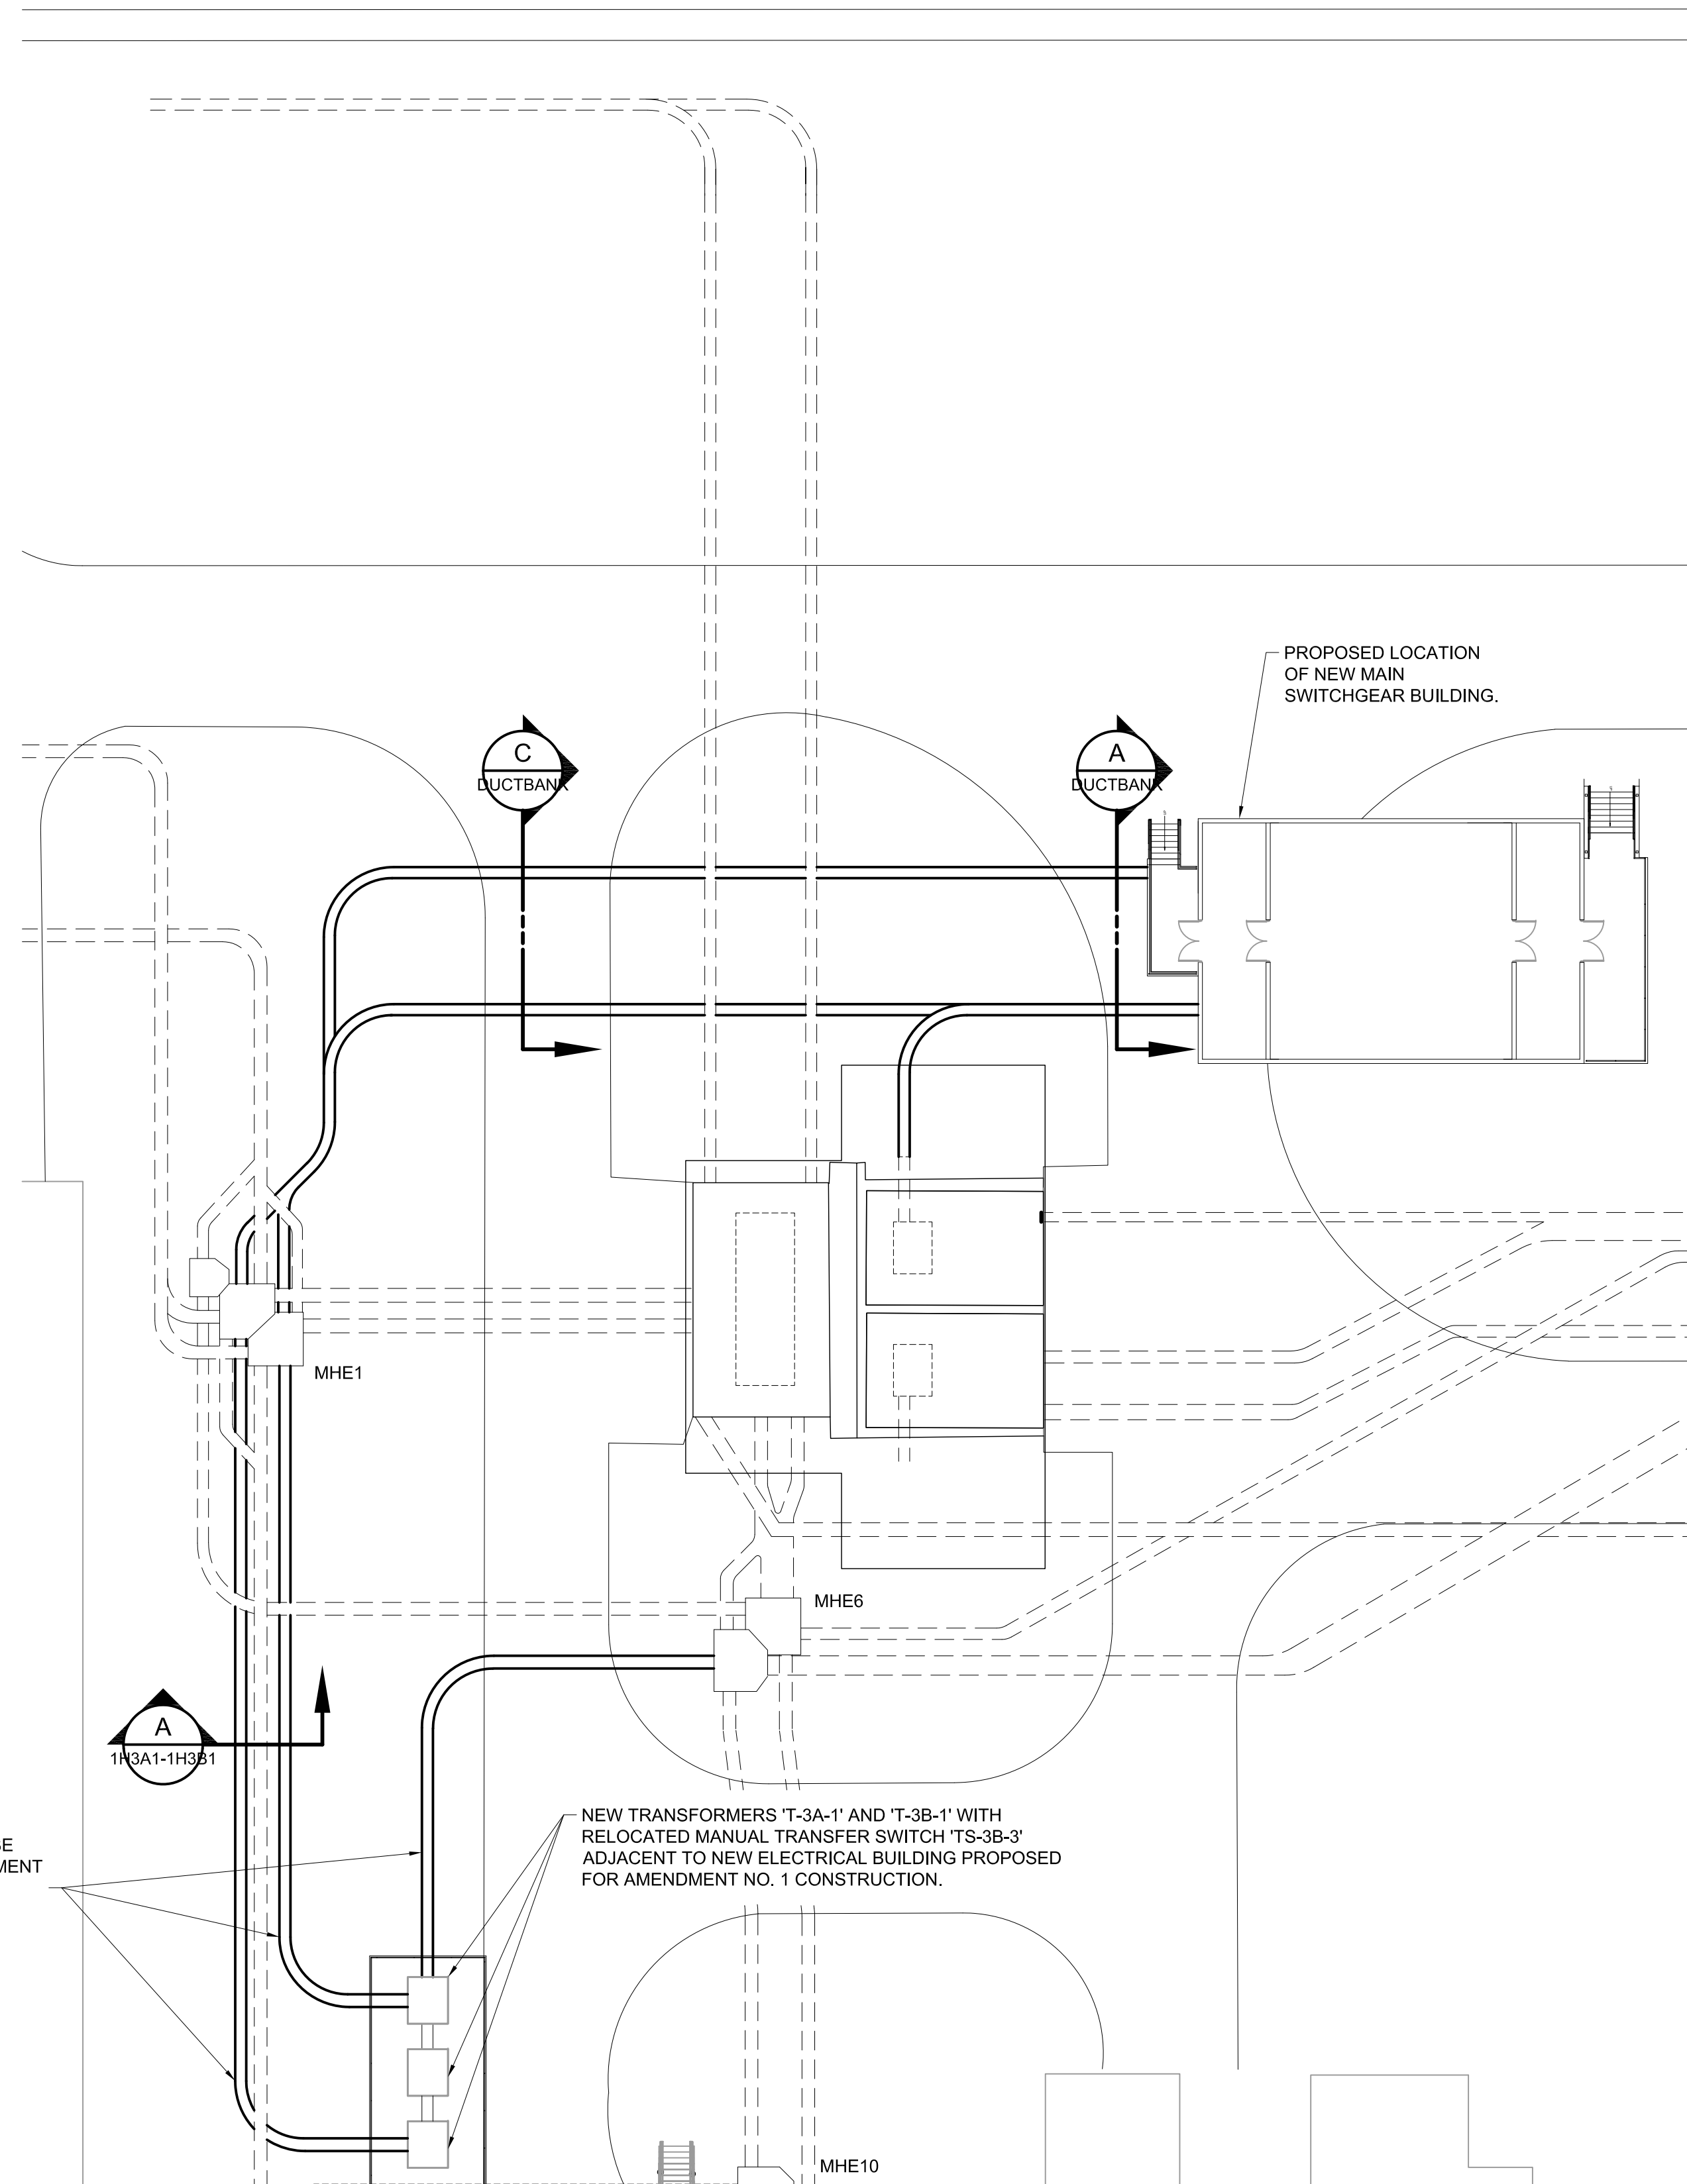 PROPOSED LOCATION
OF NEW MAIN
SWITCHGEAR BUILDING.
C
DUCTBANK
A
DUCTBANK
MHE1
MHE6
A
1H3A1-1H3B1
NEW TRANSFORMERS 'T-3A-1' AND 'T-3B-1' WITH
RELOCATED MANUAL TRANSFER SWITCH 'TS-3B-3'
ADJACENT TO NEW ELECTRICAL BUILDING PROPOSED
FOR AMENDMENT NO. 1 CONSTRUCTION.
MHE10